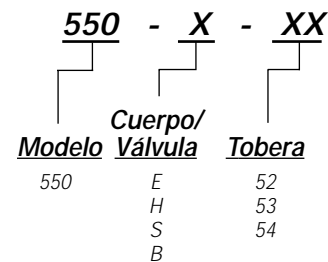 550 - X - XX
Cuerpo/
Modelo Válvula Tobera
550 E 52
H 53
S 54
B